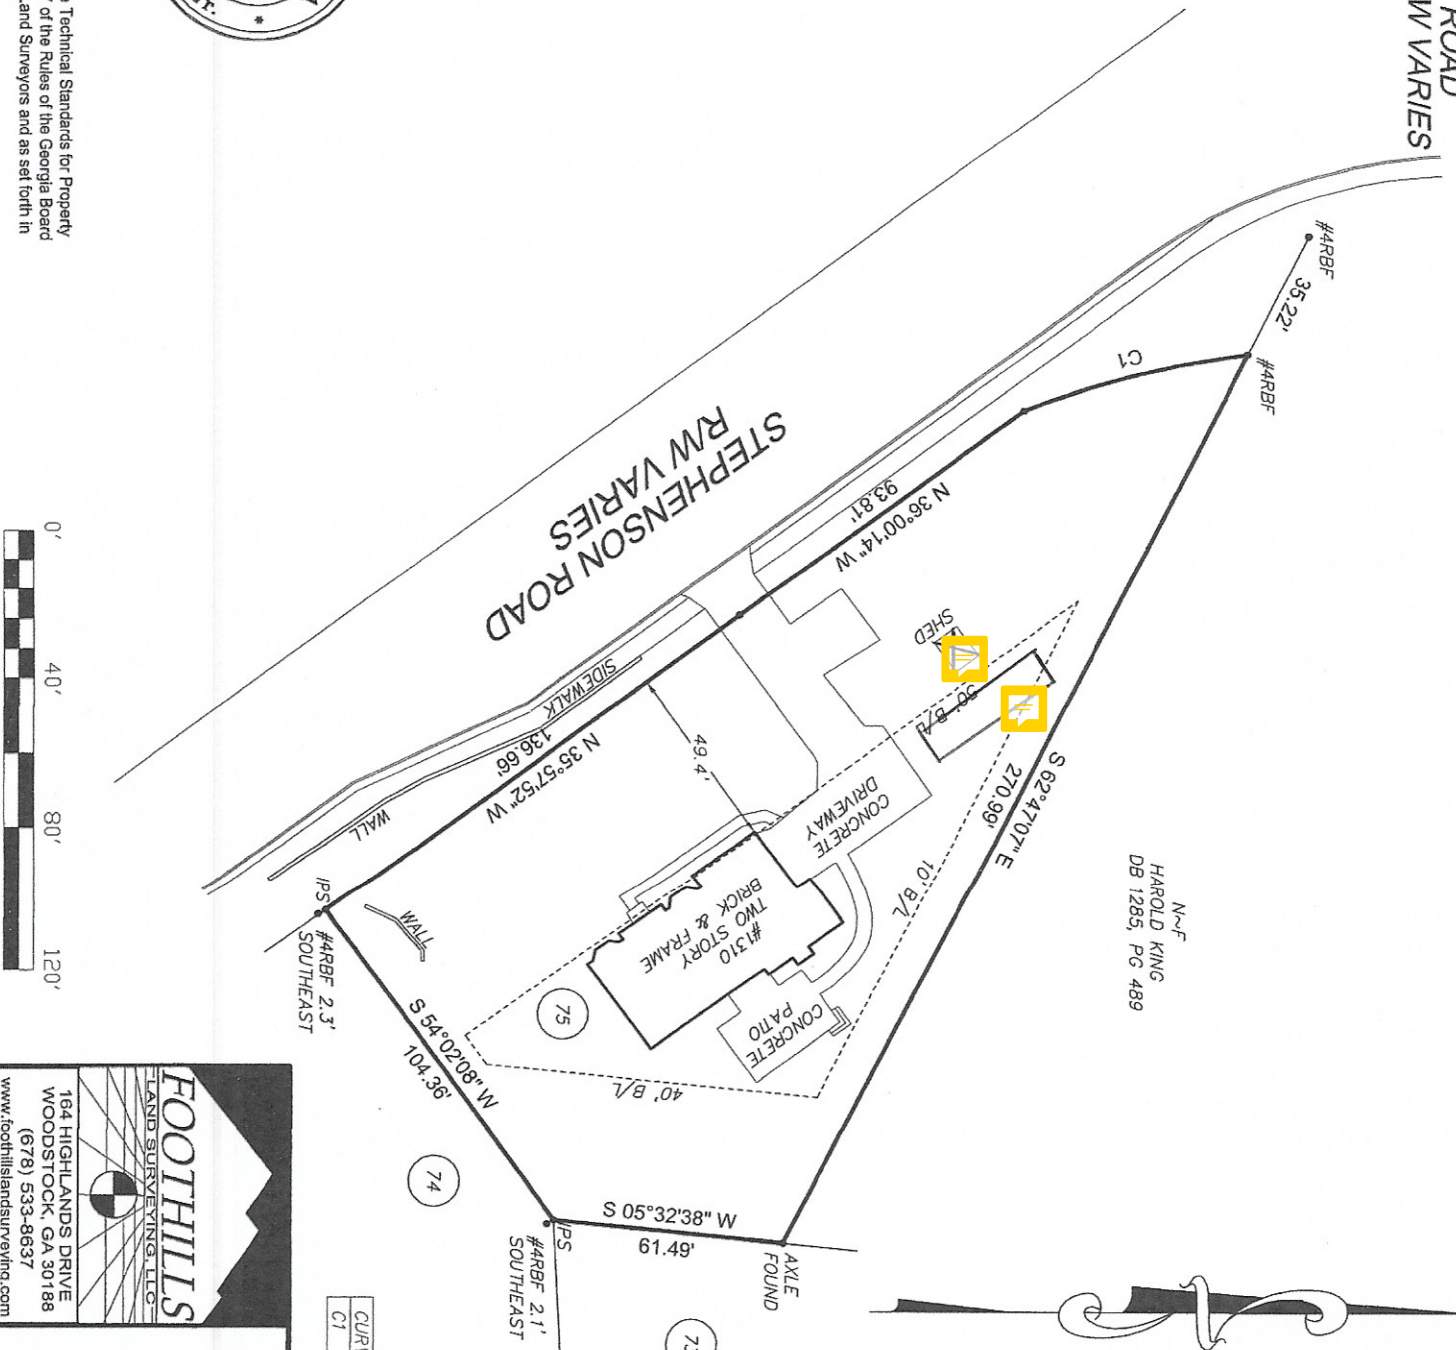 e Technical Standards for Property
of the Rules of the Georgia Board
and Surveyors and as set forth in
ROAD
W VARIES
#4RBF
35.22'
#4RBF
C1
STEPHENSON ROAD
R/W VARIES
N 36°00'14" W
93.81'
SHED
50' B/L
S 62°47'07" E
270.99'
N~F
HAROLD KING
DB 1285, PG 489
SIDEWALK
N 35°57'52" W
136.66'
WALL
49.4'
CONCRETE
DRIVEWAY
10' B/L
#1310
TWO STORY
BRICK & FRAME
CONCRETE
PATIO
IPS
#4RBF 2.3'
SOUTHEAST
WALL
75
40' B/L
S 54°02'08" W
104.36'
74
S 05°32'38" W
61.49'
IPS
#4RBF 2.1'
SOUTHEAST
AXLE
FOUND
73
0'
40'
80'
120'
FOOTHILLS
LAND SURVEYING, LLC
164 HIGHLANDS DRIVE
WOODSTOCK, GA 30188
(678) 533-8637
www.foothillslandsurveying.com
CUR
C1
N